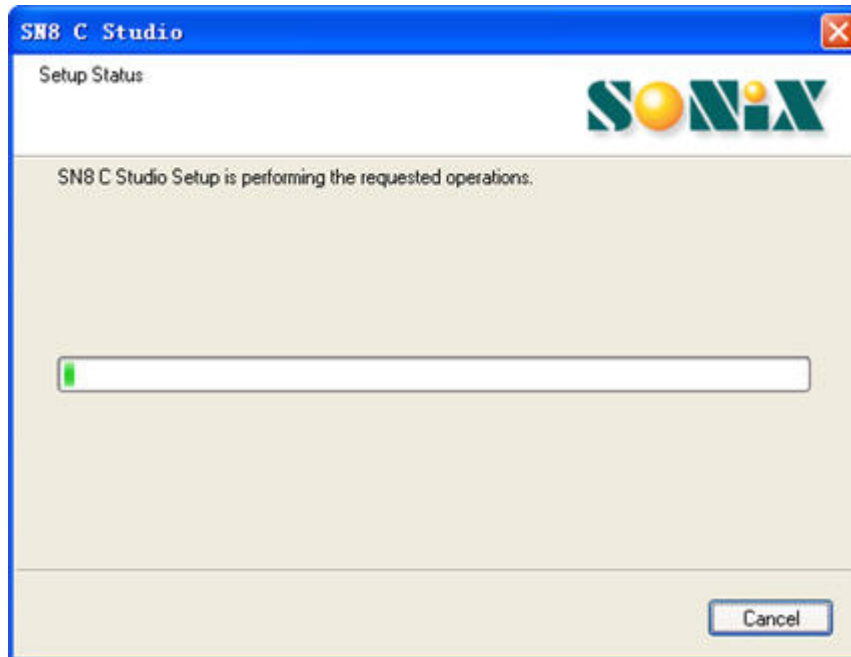 SN8 C Studio
Setup Status
SONiX
SN8 C Studio Setup is performing the requested operations.
Cancel